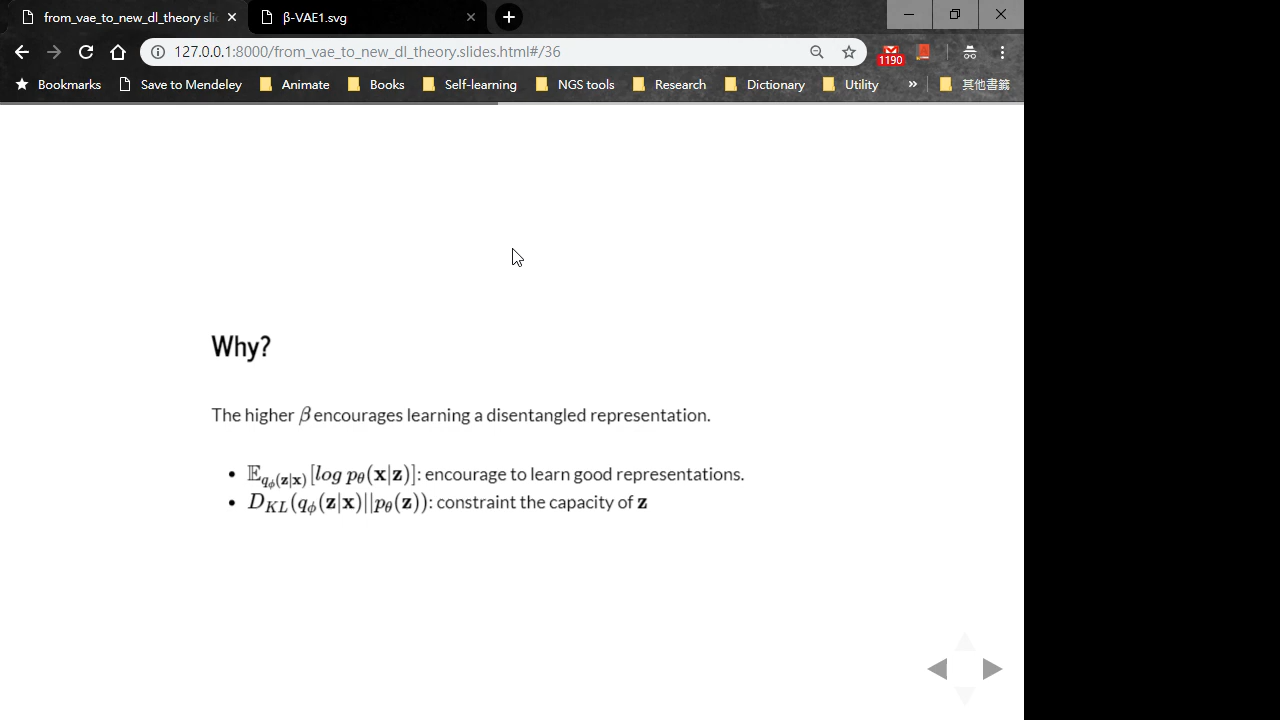 from_vae_to_new_dl_theory slid
β-VAE1.svg
127.0.0.1:8000/from_vae_to_new_dl_theory.slides.html#/36
1190
Bookmarks Save to Mendeley Animate Books Self-learning NGS tools Research Dictionary Utility » 其他書籤
Why?
The higher β encourages learning a disentangled representation.
• 𝔼_{q_ϕ(𝐳|𝐱)}[log p_θ(𝐱|𝐳)]: encourage to learn good representations.
• D_{KL}(q_ϕ(𝐳|𝐱)||p_θ(𝐳)): constraint the capacity of 𝐳